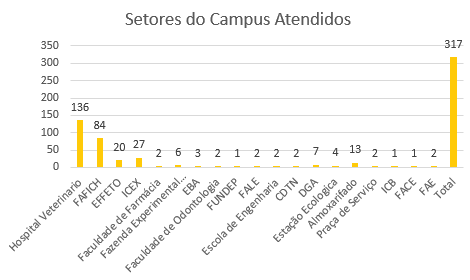 Setores do Campus Atendidos
350
300
250
200
150
100
50
0
136
84
20
27
2
6
3
2
1
2
2
2
7
4
13
2
1
1
2
317
Hospital Veterinario
FAFICH
EFFETO
ICEX
Faculdade de Farmácia
Fazenda Experimental...
EBA
Faculdade de Odontologia
FUNDEP
FALE
Escola de Engenharia
CDTN
DGA
Estação Ecologica
Almoxarifado
Praça de Serviço
ICB
FACE
FAE
Total